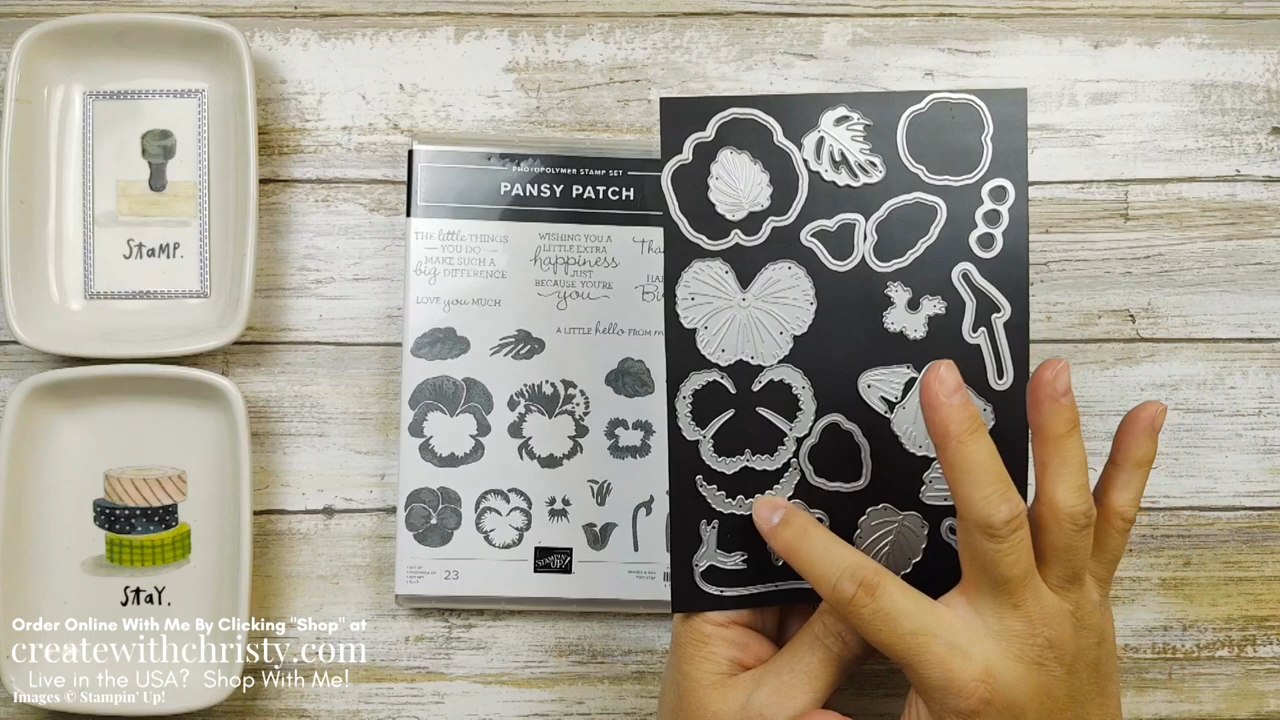 STAMP.
STAY.
PHOTOPOLYMER STAMP SET
PANSY PATCH
THE little THINGS
— YOU DO —
MAKE SUCH A
big DIFFERENCE
LOVE you MUCH
WISHING YOU A
LITTLE EXTRA
happiness
JUST
BECAUSE YOU'RE
you
A LITTLE hello FROM
STAMPIN' UP!
23
Order Online With Me By Clicking "Shop" at
createwithchristy.com
Live in the USA? Shop With Me!
Images © Stampin' Up!